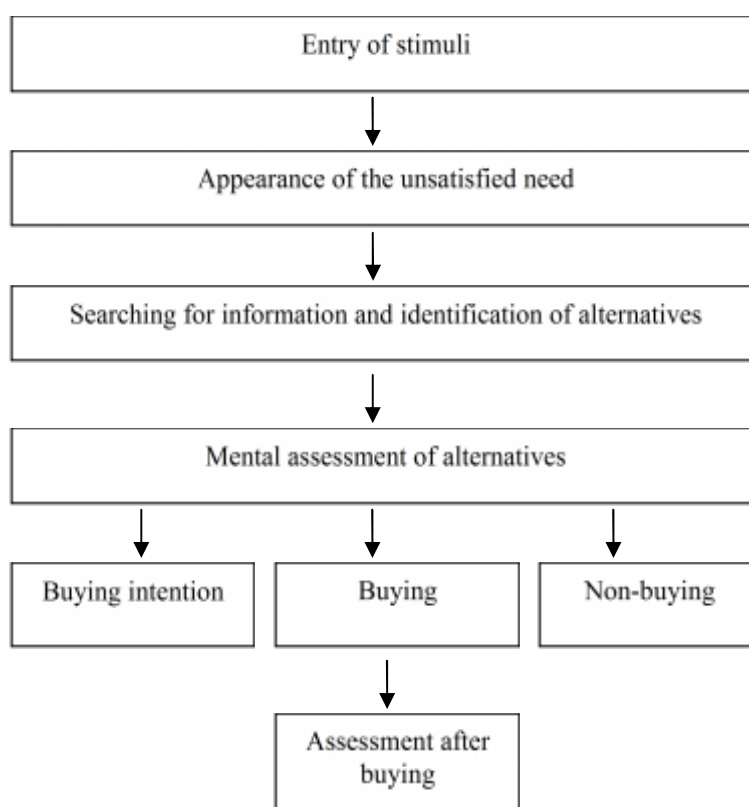 Entry of stimuli
Appearance of the unsatisfied need
Searching for information and identification of alternatives
Mental assessment of alternatives
Buying intention
Buying
Non-buying
Assessment after
buying